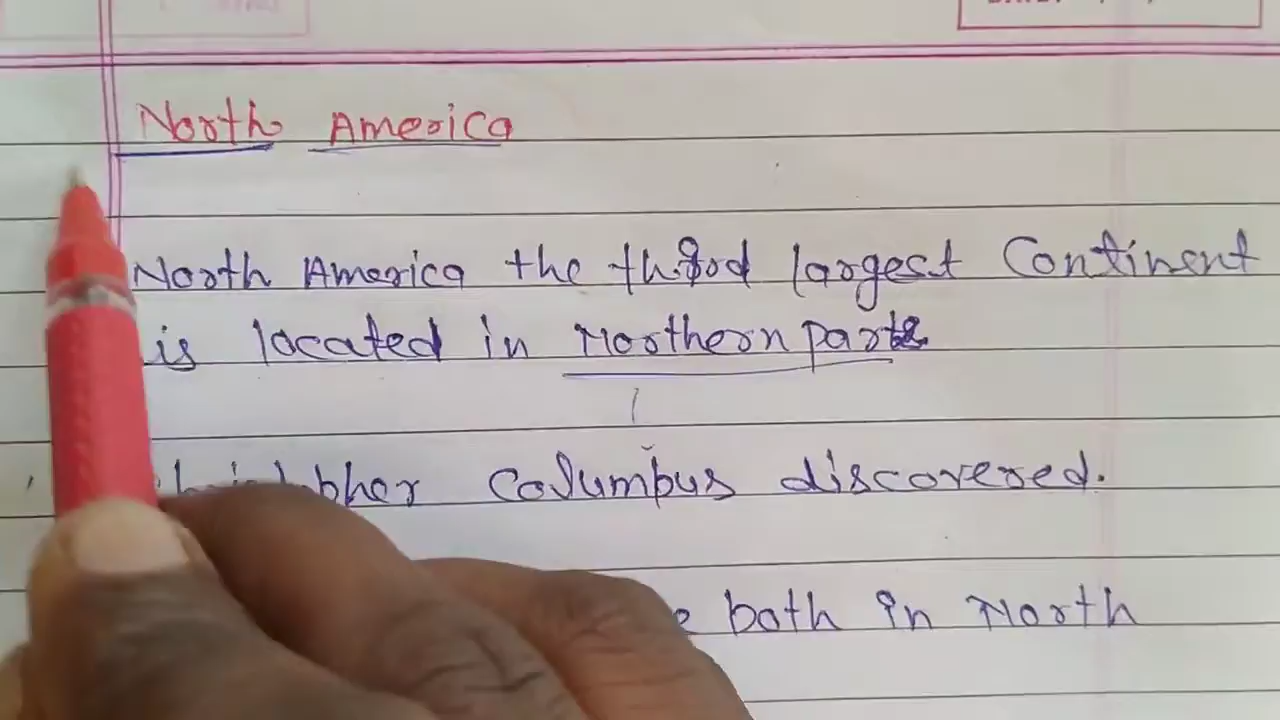 North America
North America the third largest Continent
is located in Northern parts
Columbus discovered.
both in North